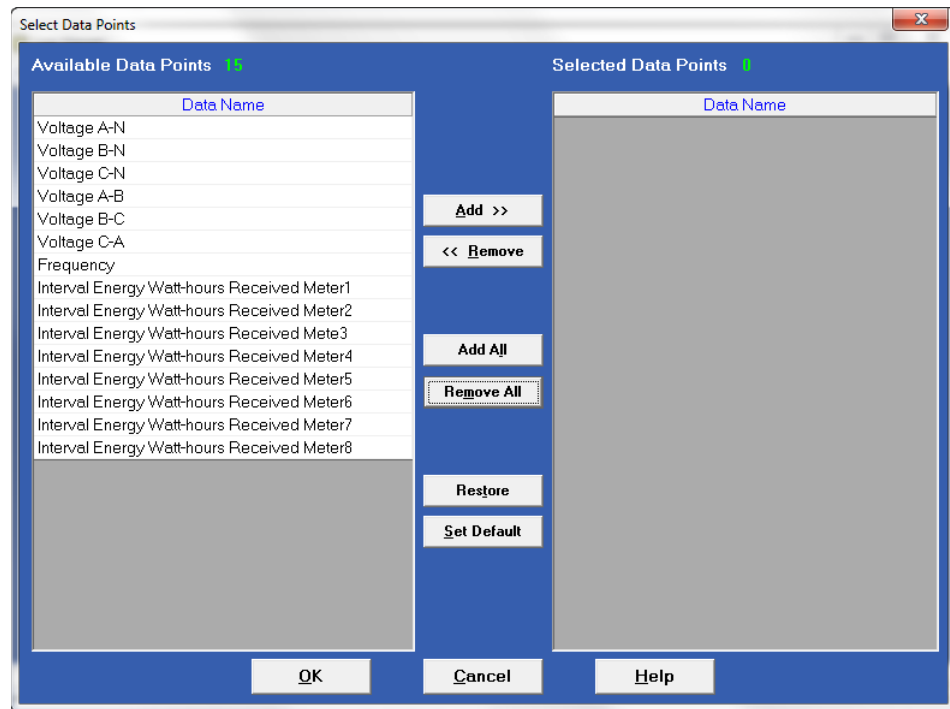 Select Data Points
Available Data Points 15
Selected Data Points 0
Data Name
Voltage A-N
Voltage B-N
Voltage C-N
Voltage A-B
Voltage B-C
Voltage C-A
Frequency
Interval Energy Watt-hours Received Meter1
Interval Energy Watt-hours Received Meter2
Interval Energy Watt-hours Received Mete3
Interval Energy Watt-hours Received Meter4
Interval Energy Watt-hours Received Meter5
Interval Energy Watt-hours Received Meter6
Interval Energy Watt-hours Received Meter7
Interval Energy Watt-hours Received Meter8
Add >>
<< Remove
Add All
Remove All
Restore
Set Default
Data Name
OK
Cancel
Help